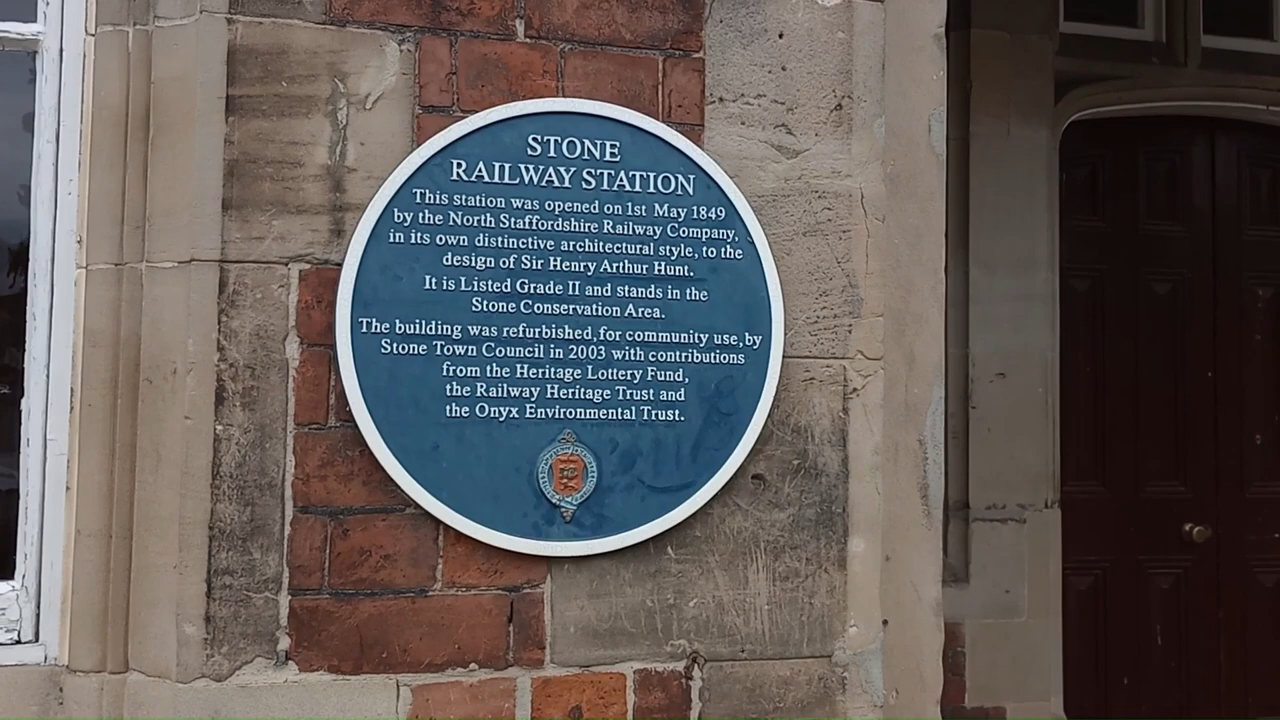 STONE
RAILWAY STATION
This station was opened on 1st May 1849
by the North Staffordshire Railway Company,
in its own distinctive architectural style, to the
design of Sir Henry Arthur Hunt.
It is Listed Grade II and stands in the
Stone Conservation Area.
The building was refurbished, for community use, by
Stone Town Council in 2003 with contributions
from the Heritage Lottery Fund,
the Railway Heritage Trust and
the Onyx Environmental Trust.